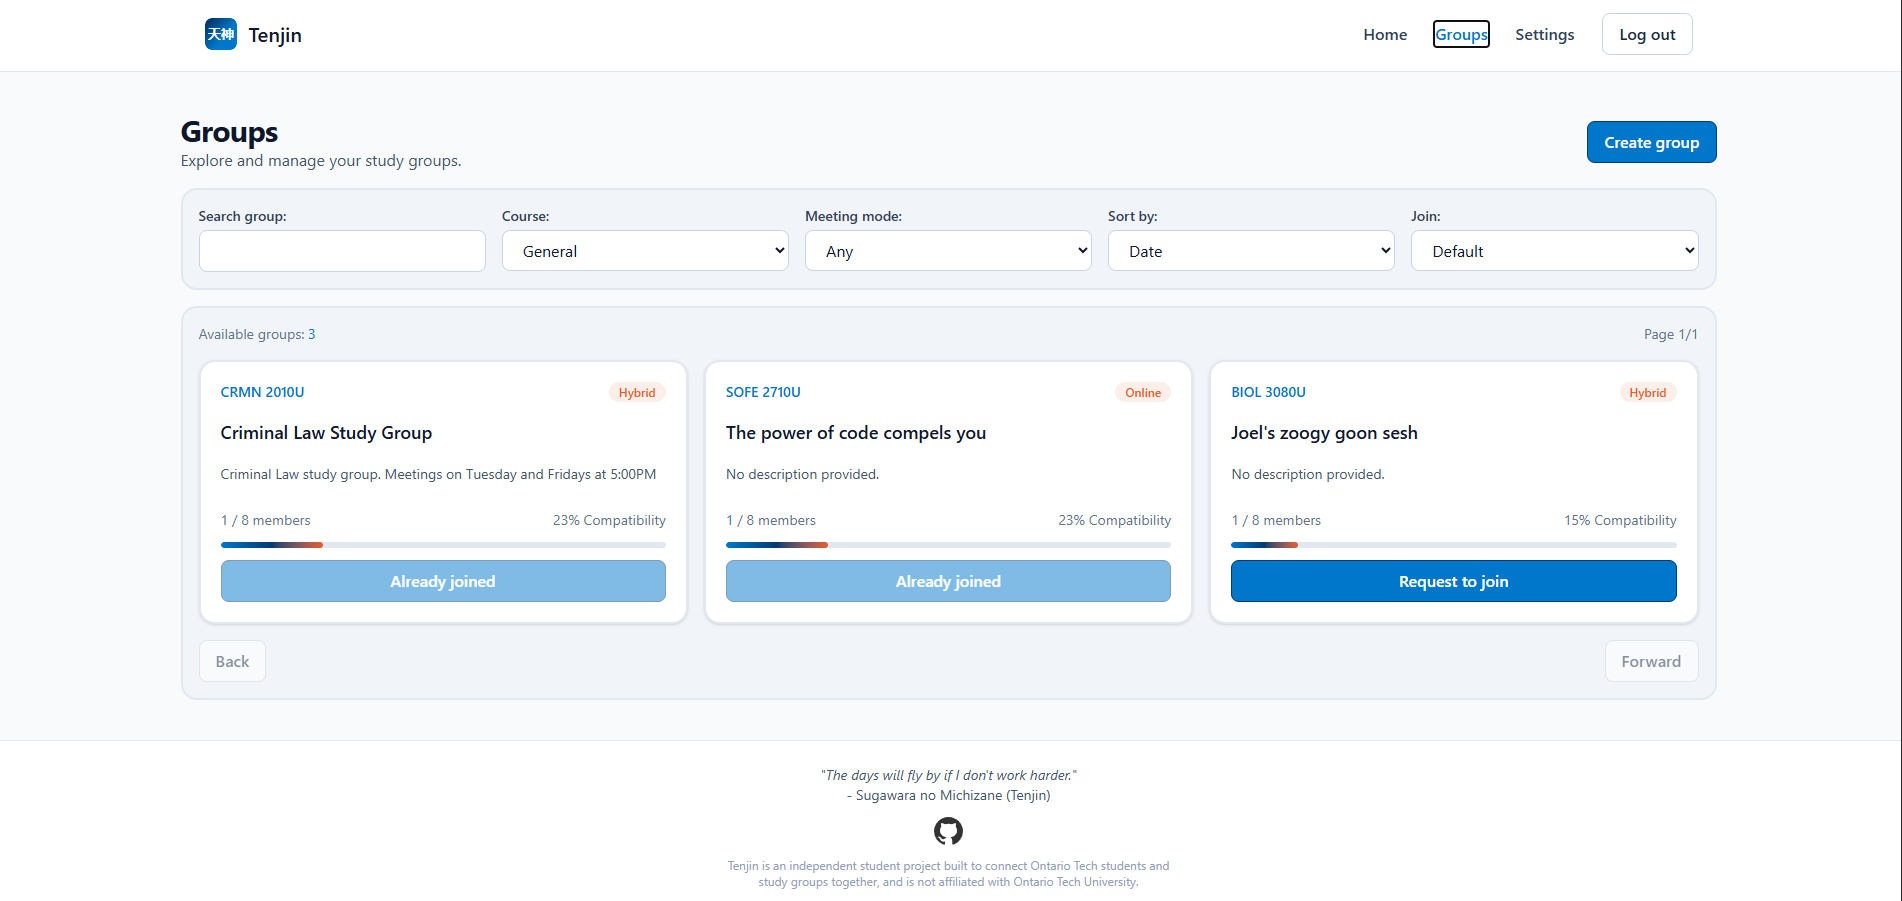 天神 Tenjin
Home Groups Settings Log out
Groups
Explore and manage your study groups.
Create group
Search group: Course: Meeting mode: Sort by: Join:
General Any Date Default
Available groups: 3 Page 1/1
CRMN 2010U Hybrid
Criminal Law Study Group
Criminal Law study group. Meetings on Tuesday and Fridays at 5:00PM
1 / 8 members 23% Compatibility
Already joined
SOFE 2710U Online
The power of code compels you
No description provided.
1 / 8 members 23% Compatibility
Already joined
BIOL 3080U Hybrid
Joel's zoogy goon sesh
No description provided.
1 / 8 members 15% Compatibility
Request to join
Back Forward
"The days will fly by if I don't work harder."
- Sugawara no Michizane (Tenjin)
Tenjin is an independent student project built to connect Ontario Tech students and
study groups together, and is not affiliated with Ontario Tech University.